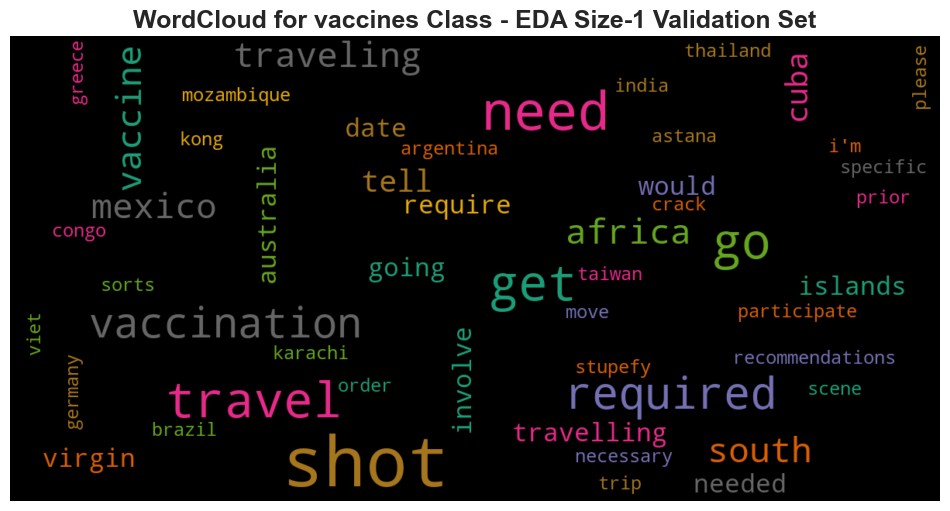 WordCloud for vaccines Class - EDA Size-1 Validation Set
greece
vaccine
traveling
thailand
cuba
please
mozambique
need
india
kong
date
argentina
astana
i'm
specific
australia
tell
would
prior
mexico
require
crack
congo
africa
go
going
get
taiwan
islands
sorts
move
participate
viet
vaccination
involve
karachi
recommendations
germany
order
stupefy
scene
travel
required
brazil
travelling
virgin
shot
necessary
south
trip
needed